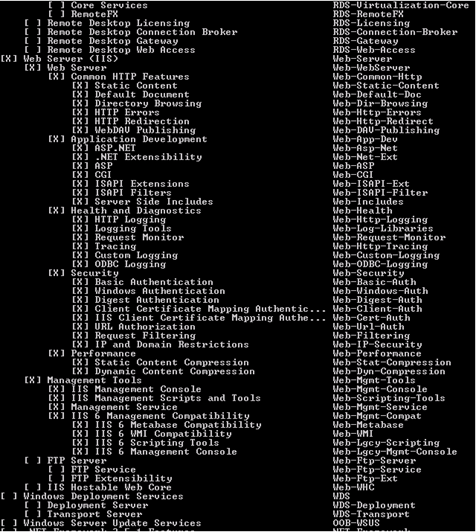 [ ] Core Services RDS-Virtualization-Core
[ ] RemoteFX RDS-RemoteFX
[ ] Remote Desktop Licensing RDS-Licensing
[ ] Remote Desktop Connection Broker RDS-Connection-Broker
[ ] Remote Desktop Gateway RDS-Gateway
[ ] Remote Desktop Web Access RDS-Web-Access
[X] Web Server (IIS) Web-Server
[X] Web Server Web-WebServer
[X] Common HTTP Features Web-Common-Http
[X] Static Content Web-Static-Content
[X] Default Document Web-Default-Doc
[X] Directory Browsing Web-Dir-Browsing
[X] HTTP Errors Web-Http-Errors
[X] HTTP Redirection Web-Http-Redirect
[X] WebDAV Publishing Web-DAV-Publishing
[X] Application Development Web-App-Dev
[X] ASP.NET Web-Asp-Net
[X] .NET Extensibility Web-Net-Ext
[X] ASP Web-ASP
[X] CGI Web-CGI
[X] ISAPI Extensions Web-ISAPI-Ext
[X] ISAPI Filters Web-ISAPI-Filter
[X] Server Side Includes Web-Includes
[X] Health and Diagnostics Web-Health
[X] HTTP Logging Web-Http-Logging
[X] Logging Tools Web-Log-Libraries
[X] Request Monitor Web-Request-Monitor
[X] Tracing Web-Http-Tracing
[X] Custom Logging Web-Custom-Logging
[X] ODBC Logging Web-ODBC-Logging
[X] Security Web-Security
[X] Basic Authentication Web-Basic-Auth
[X] Windows Authentication Web-Windows-Auth
[X] Digest Authentication Web-Digest-Auth
[X] Client Certificate Mapping Authentic... Web-Client-Auth
[X] IIS Client Certificate Mapping Authe... Web-Cert-Auth
[X] URL Authorization Web-Url-Auth
[X] Request Filtering Web-Filtering
[X] IP and Domain Restrictions Web-IP-Security
[X] Performance Web-Performance
[X] Static Content Compression Web-Stat-Compression
[X] Dynamic Content Compression Web-Dyn-Compression
[X] Management Tools Web-Mgmt-Tools
[X] IIS Management Console Web-Mgmt-Console
[X] IIS Management Scripts and Tools Web-Scripting-Tools
[X] Management Service Web-Mgmt-Service
[X] IIS 6 Management Compatibility Web-Mgmt-Compat
[X] IIS 6 Metabase Compatibility Web-Metabase
[X] IIS 6 WMI Compatibility Web-WMI
[X] IIS 6 Scripting Tools Web-Lgcy-Scripting
[X] IIS 6 Management Console Web-Lgcy-Mgmt-Console
[ ] FTP Server Web-Ftp-Server
[ ] FTP Service Web-Ftp-Service
[ ] FTP Extensibility Web-Ftp-Ext
[ ] IIS Hostable Web Core Web-WHC
[ ] Windows Deployment Services WDS
[ ] Deployment Server WDS-Deployment
[ ] Transport Server WDS-Transport
[ ] Windows Server Update Services OOB-WSUS